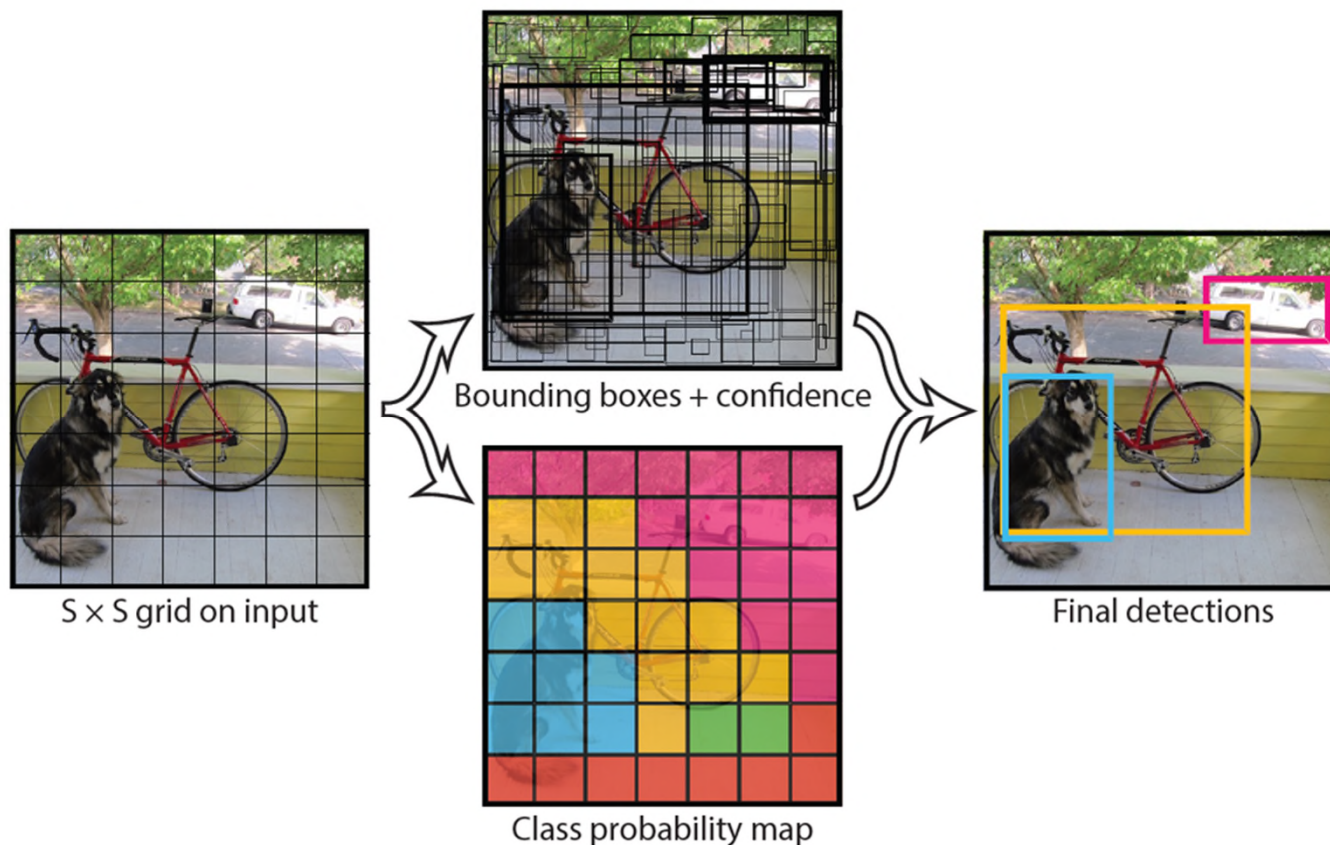 S × S grid on input
Bounding boxes + confidence
Class probability map
Final detections